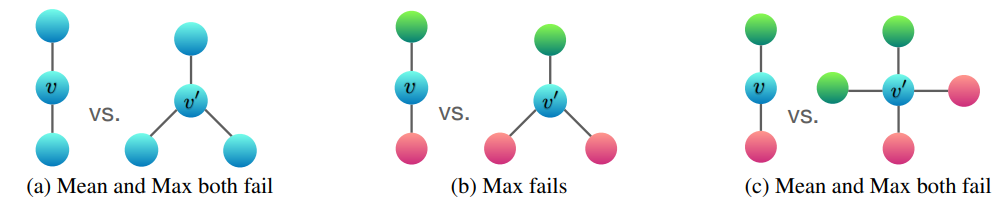 v
vs.
v'
(a) Mean and Max both fail
v
vs.
v'
(b) Max fails
v
vs.
v'
(c) Mean and Max both fail